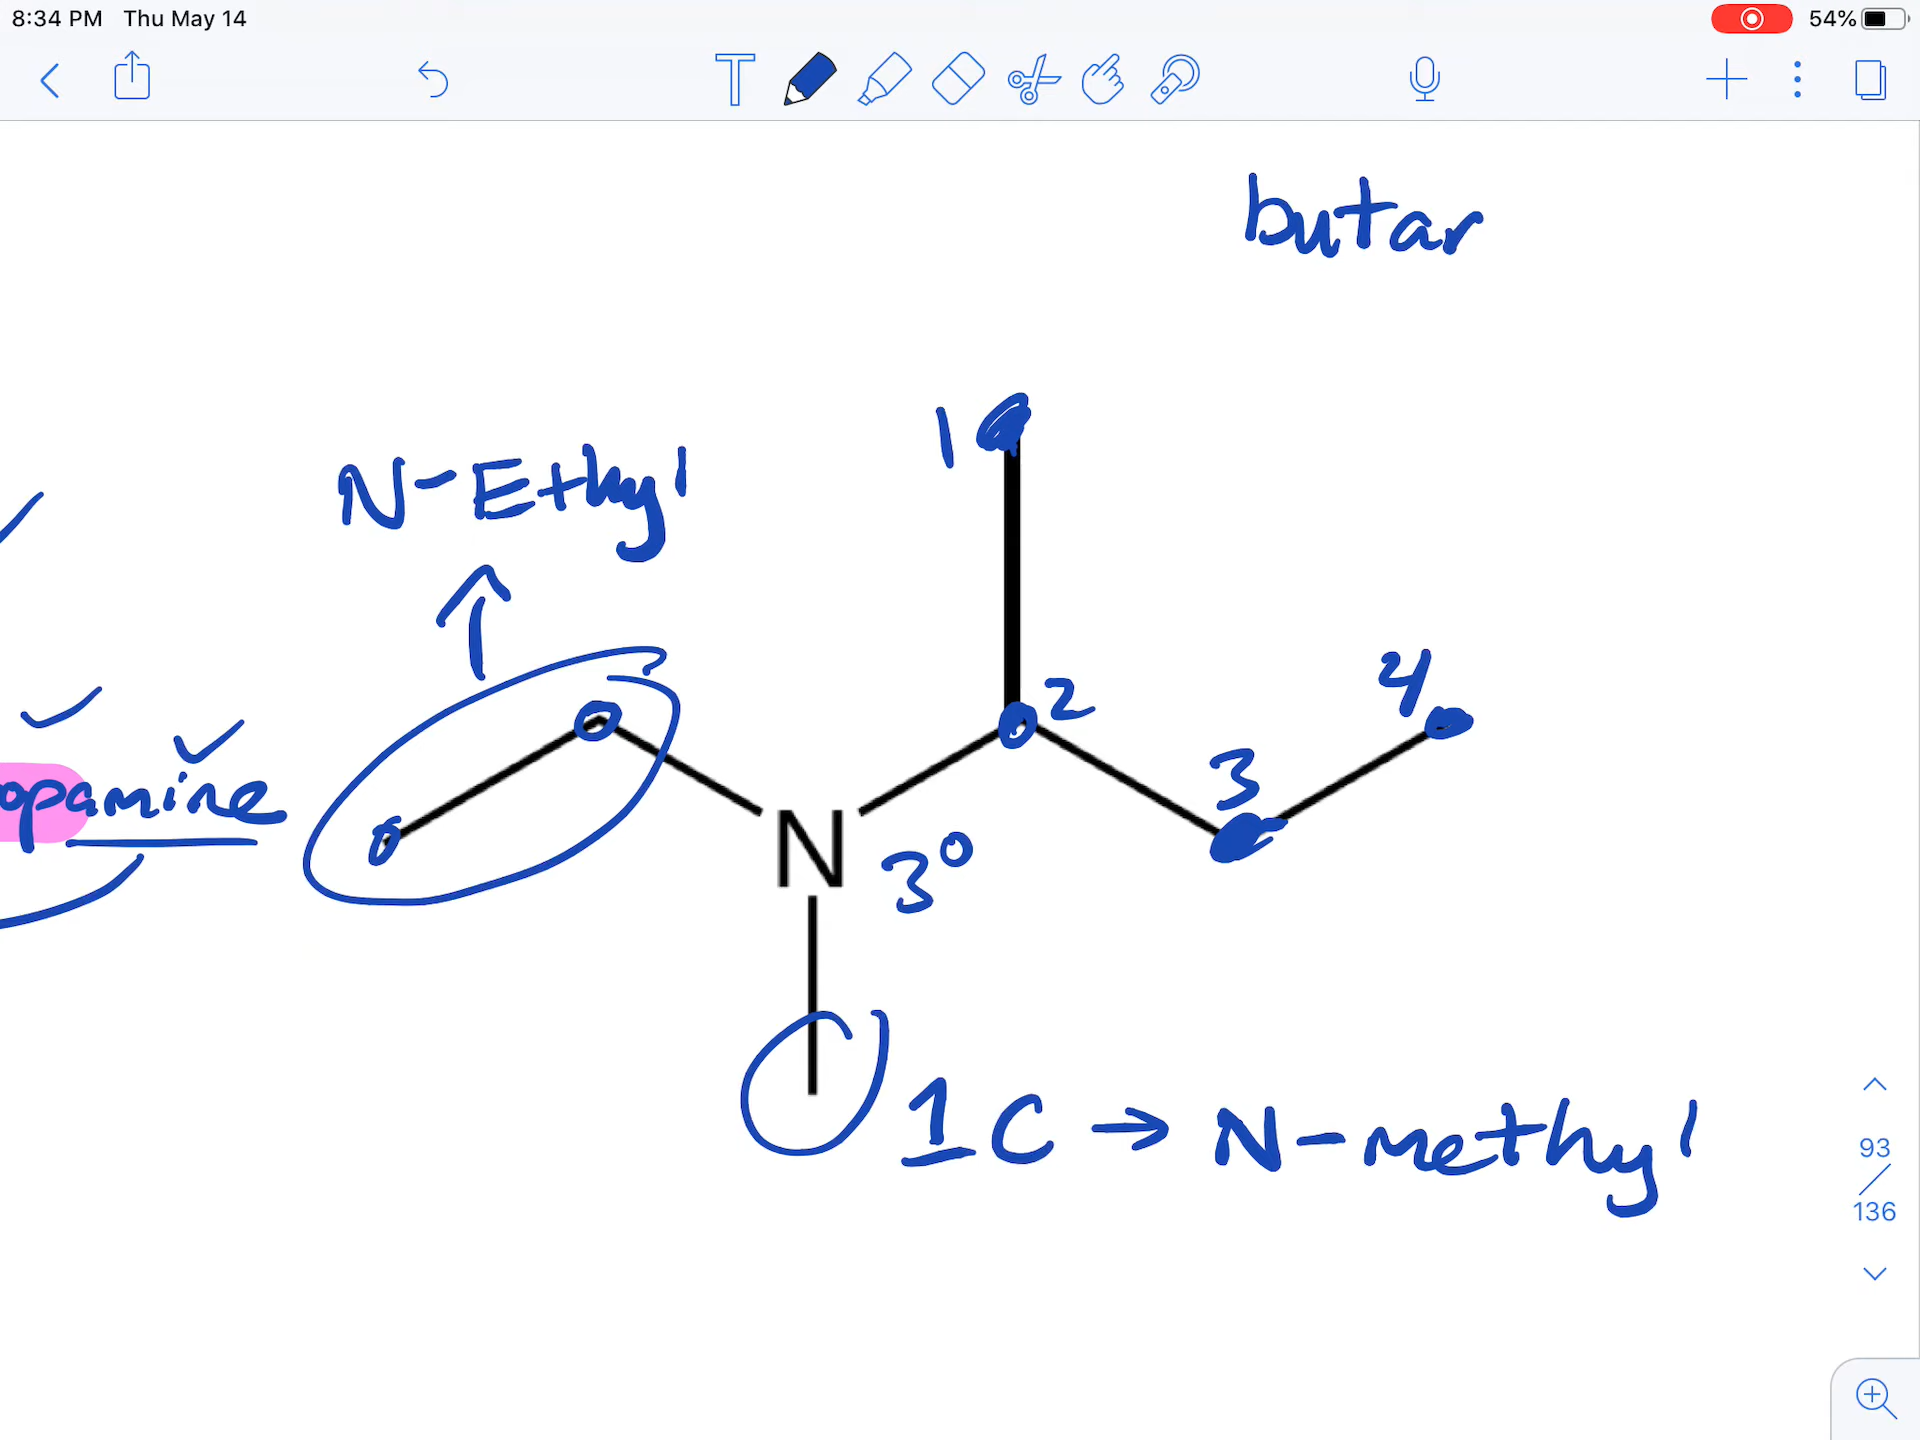 8:34 PM Thu May 14 54%
T
butar
1
N-Ethyl
2
4
3
opamine
N
3°
1C → N-methyl
93
136